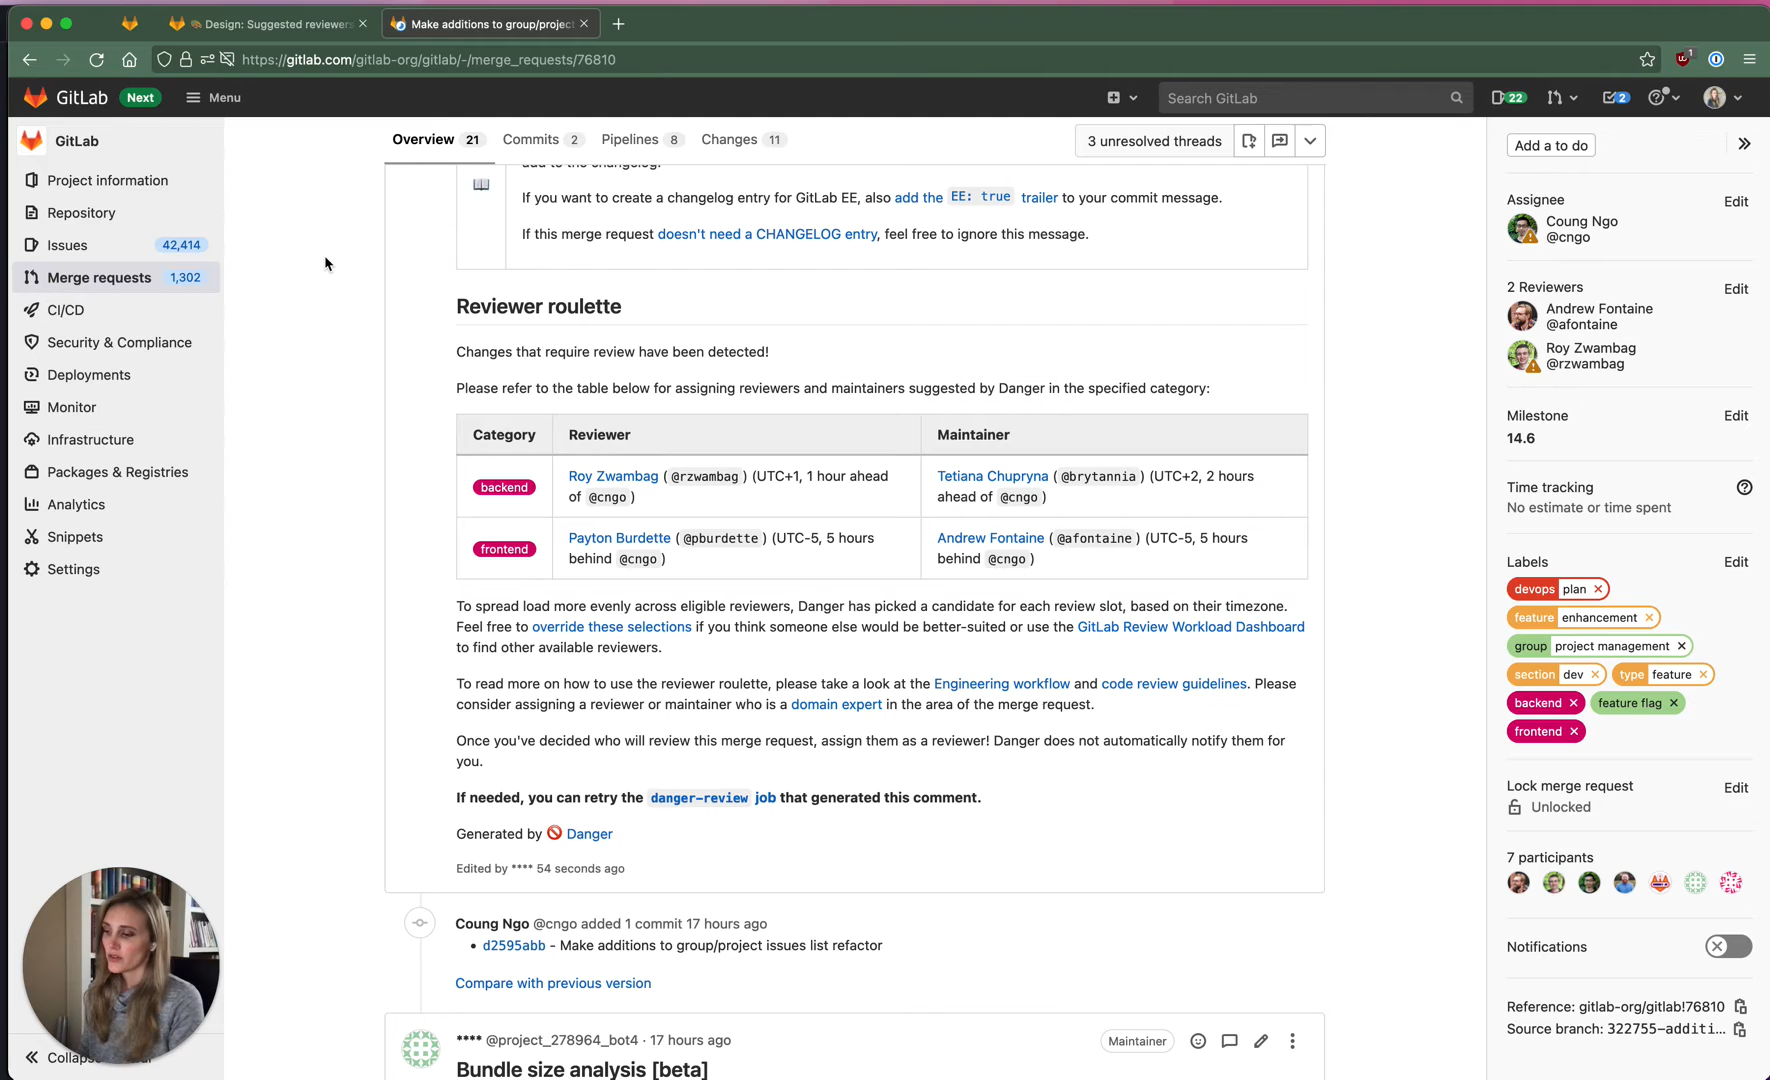 Design: Suggested reviewers
Make additions to group/project
https://gitlab.com/gitlab-org/gitlab/-/merge_requests/76810
1
GitLab Next Menu
Search GitLab
22
2
GitLab
Project information
Repository
Issues 42,414
Merge requests 1,302
CI/CD
Security & Compliance
Deployments
Monitor
Infrastructure
Packages & Registries
Analytics
Snippets
Settings
Overview 21 Commits 2 Pipelines 8 Changes 11
3 unresolved threads
add to the changelog.
If you want to create a changelog entry for GitLab EE, also add the EE: true trailer to your commit message.
If this merge request doesn't need a CHANGELOG entry, feel free to ignore this message.
Reviewer roulette
Changes that require review have been detected!
Please refer to the table below for assigning reviewers and maintainers suggested by Danger in the specified category:
Category Reviewer Maintainer
backend
Roy Zwambag ( @rzwambag ) (UTC+1, 1 hour ahead
of @cngo )
Tetiana Chupryna ( @brytannia ) (UTC+2, 2 hours
ahead of @cngo )
frontend
Payton Burdette ( @pburdette ) (UTC-5, 5 hours
behind @cngo )
Andrew Fontaine ( @afontaine ) (UTC-5, 5 hours
behind @cngo )
To spread load more evenly across eligible reviewers, Danger has picked a candidate for each review slot, based on their timezone.
Feel free to override these selections if you think someone else would be better-suited or use the GitLab Review Workload Dashboard
to find other available reviewers.
To read more on how to use the reviewer roulette, please take a look at the Engineering workflow and code review guidelines. Please
consider assigning a reviewer or maintainer who is a domain expert in the area of the merge request.
Once you've decided who will review this merge request, assign them as a reviewer! Danger does not automatically notify them for
you.
If needed, you can retry the danger-review job that generated this comment.
Generated by 🚫 Danger
Edited by **** 54 seconds ago
Coung Ngo @cngo added 1 commit 17 hours ago
• d2595abb - Make additions to group/project issues list refactor
Compare with previous version
**** @project_278964_bot4 · 17 hours ago
Maintainer
Bundle size analysis [beta]
Add a to do
Assignee Edit
Coung Ngo
@cngo
2 Reviewers Edit
Andrew Fontaine
@afontaine
Roy Zwambag
@rzwambag
Milestone Edit
14.6
Time tracking
No estimate or time spent
Labels Edit
devops plan
feature enhancement
group project management
section dev type feature
backend feature flag
frontend
Lock merge request Edit
Unlocked
7 participants
Notifications
Reference: gitlab-org/gitlab!76810
Source branch: 322755-additi...